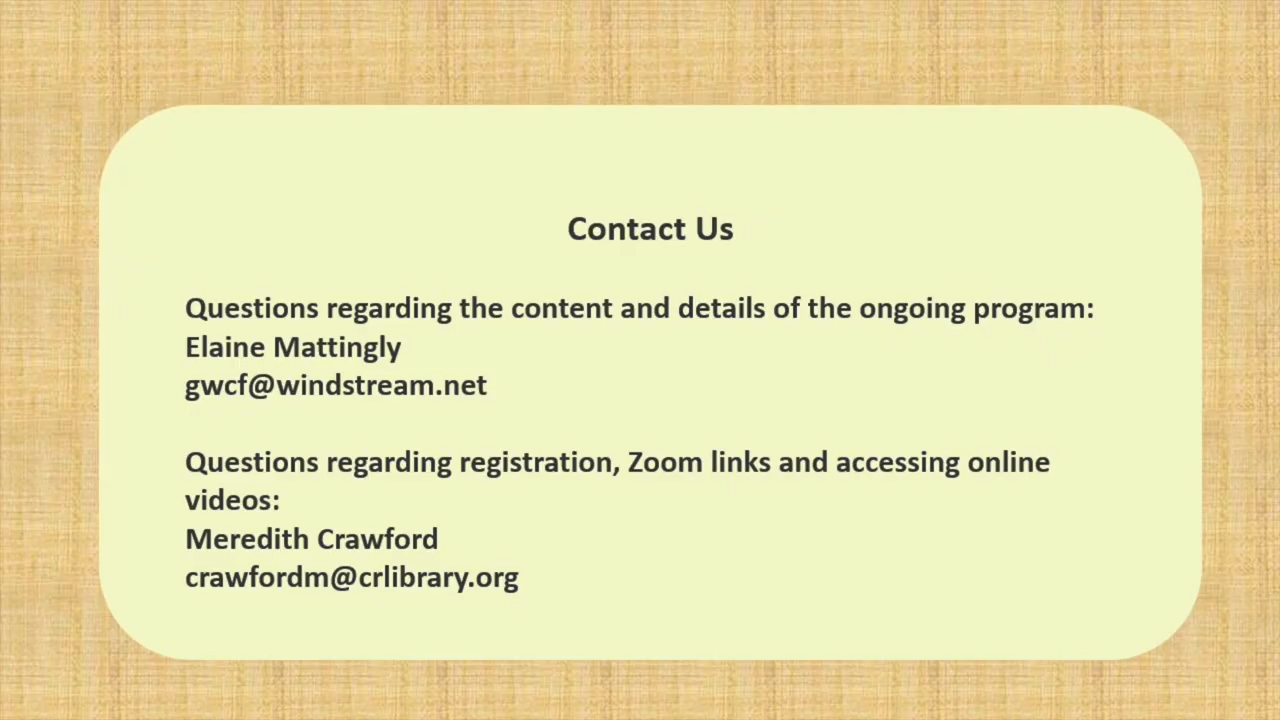 Contact Us
Questions regarding the content and details of the ongoing program:
Elaine Mattingly
gwcf@windstream.net
Questions regarding registration, Zoom links and accessing online
videos:
Meredith Crawford
crawfordm@crlibrary.org